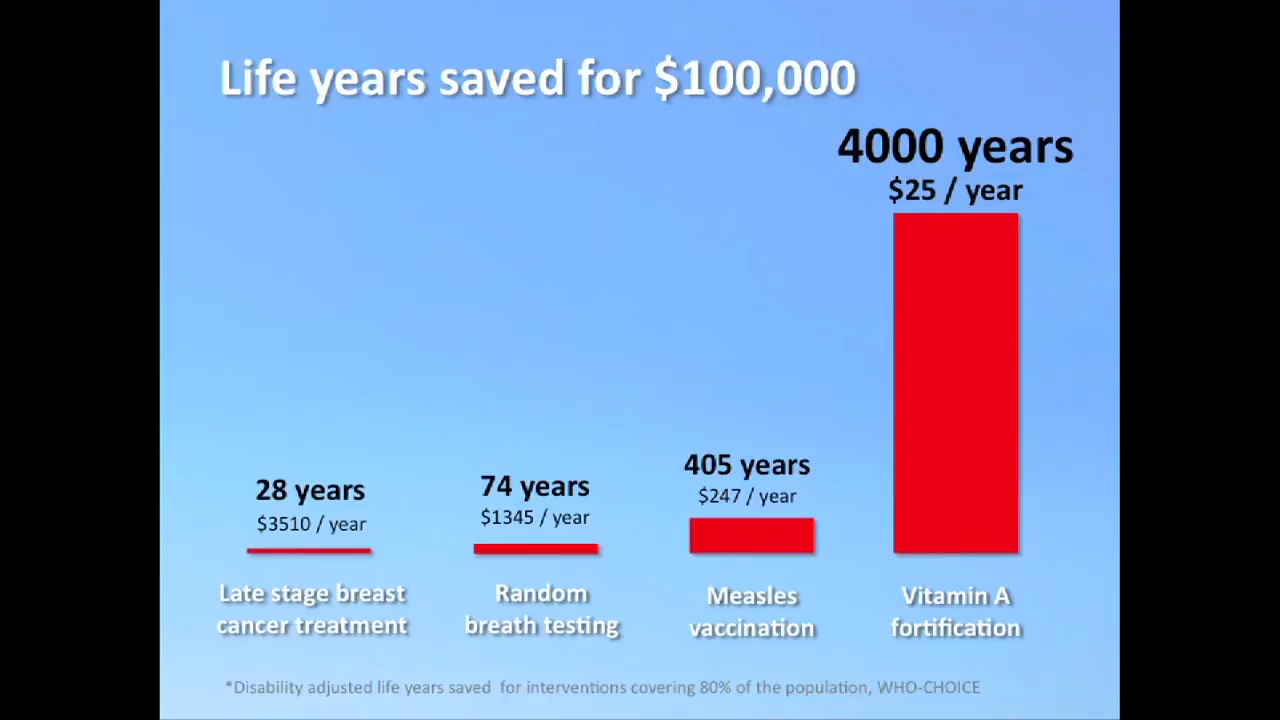 Life years saved for $100,000
4000 years
$25 / year
405 years
$247 / year
74 years
$1345 / year
28 years
$3510 / year
Late stage breast
cancer treatment
Random
breath testing
Measles
vaccination
Vitamin A
fortification
*Disability adjusted life years saved for interventions covering 80% of the population, WHO-CHOICE